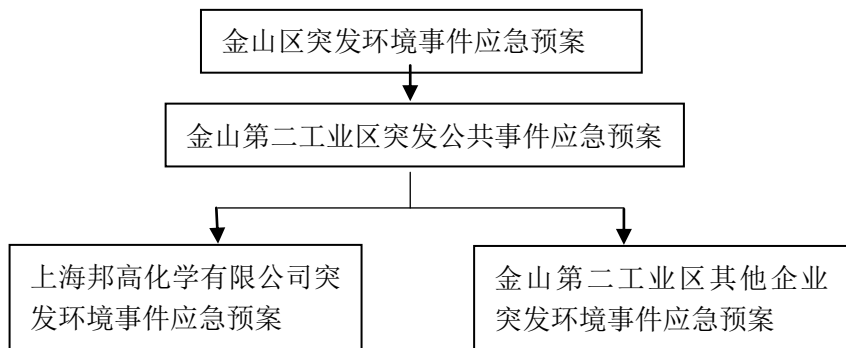 金山区突发环境事件应急预案
金山第二工业区突发公共事件应急预案
上海邦高化学有限公司突
发环境事件应急预案
金山第二工业区其他企业
突发环境事件应急预案